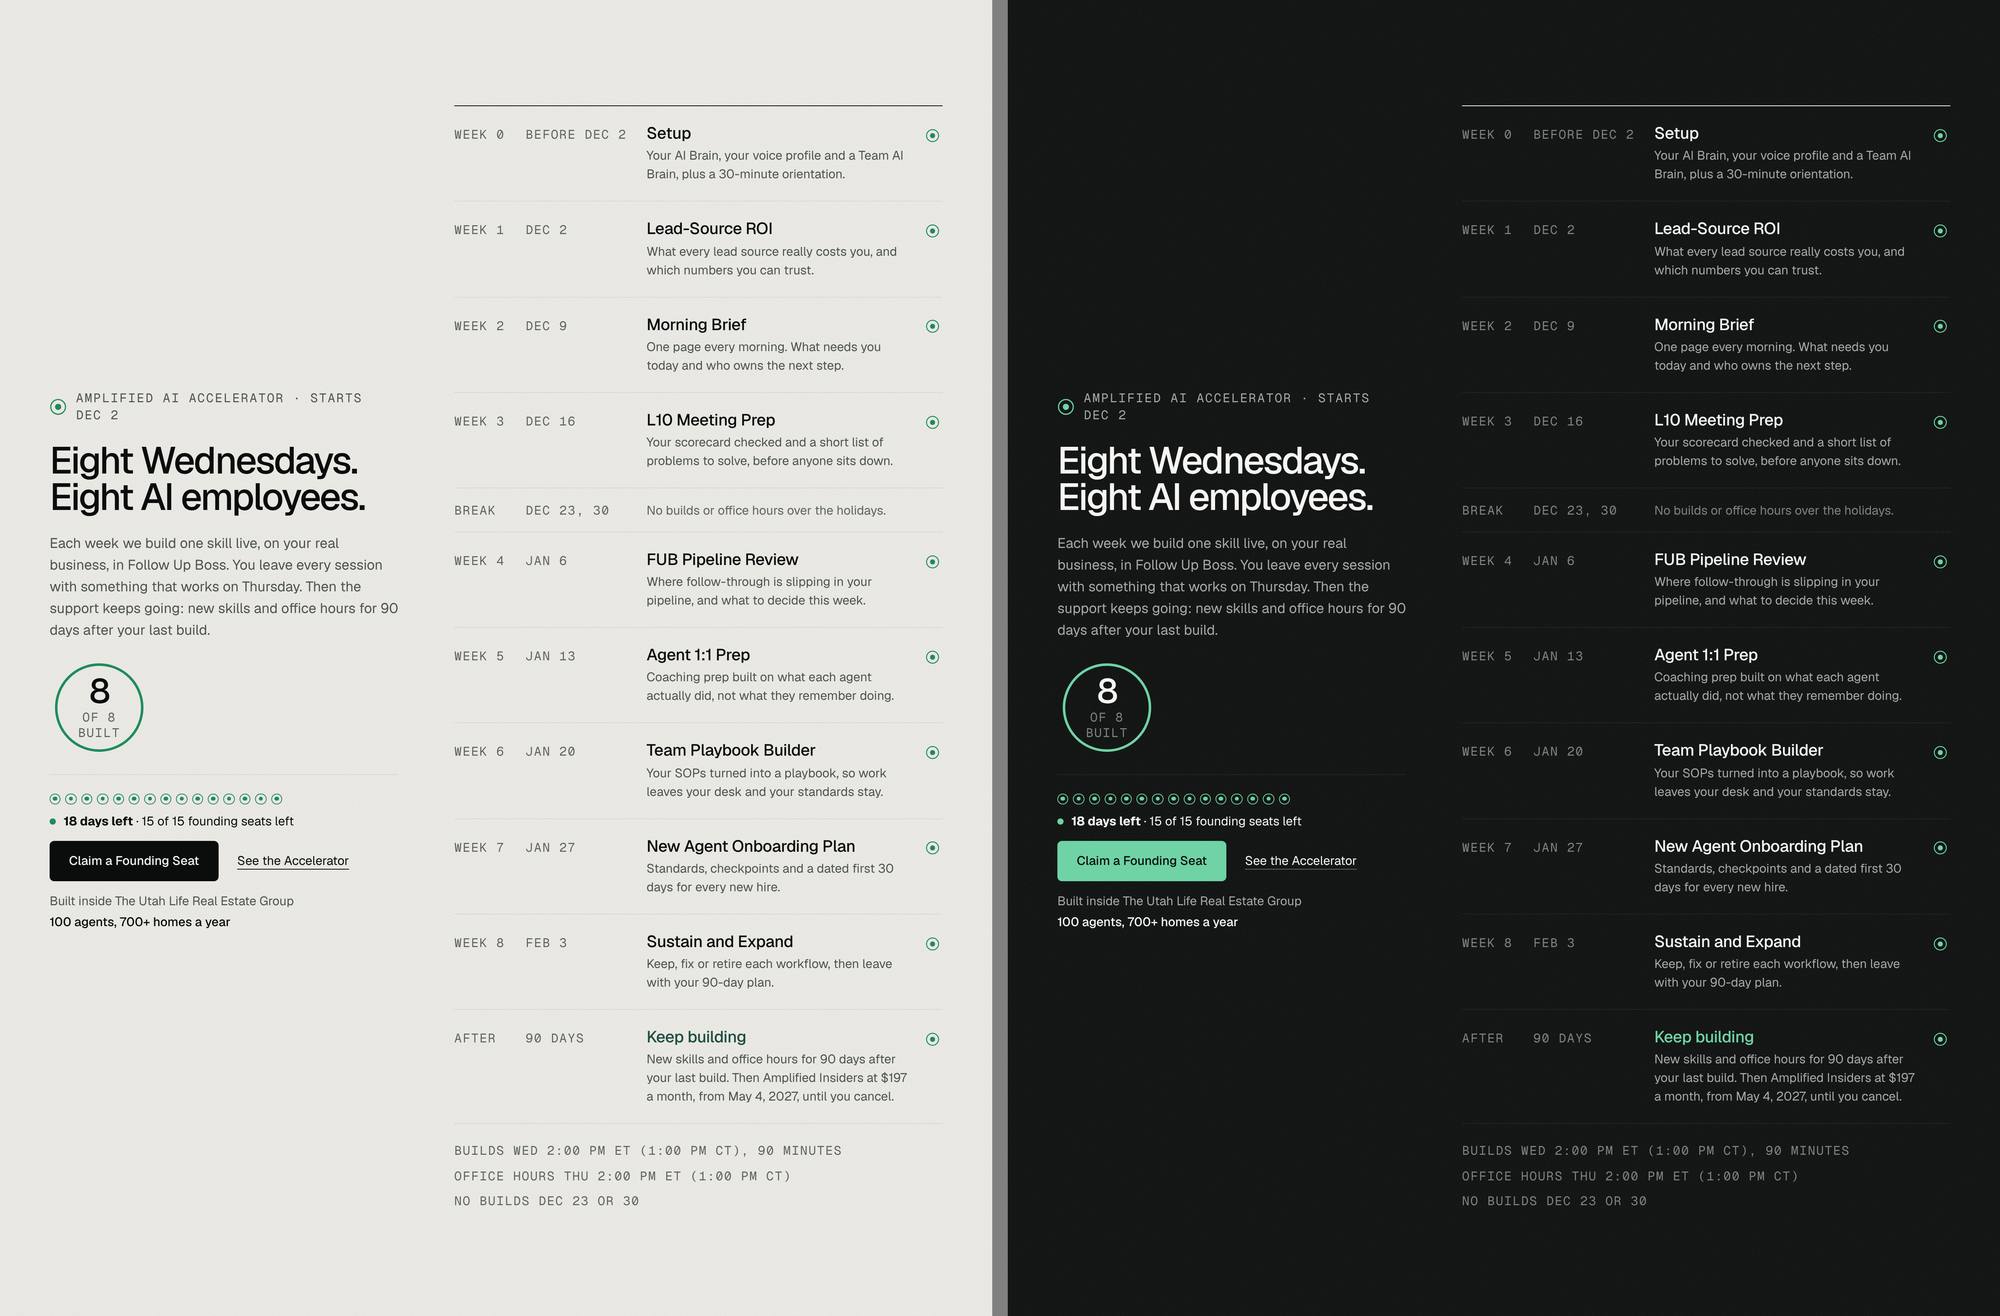 AMPLIFIED AI ACCELERATOR · STARTS
DEC 2
Eight Wednesdays.
Eight AI employees.
Each week we build one skill live, on your real
business, in Follow Up Boss. You leave every session
with something that works on Thursday. Then the
support keeps going: new skills and office hours for 90
days after your last build.
8
OF 8
BUILT
18 days left · 15 of 15 founding seats left
Claim a Founding Seat See the Accelerator
Built inside The Utah Life Real Estate Group
100 agents, 700+ homes a year
WEEK 0 BEFORE DEC 2 Setup
Your AI Brain, your voice profile and a Team AI
Brain, plus a 30-minute orientation.
WEEK 1 DEC 2 Lead-Source ROI
What every lead source really costs you, and
which numbers you can trust.
WEEK 2 DEC 9 Morning Brief
One page every morning. What needs you
today and who owns the next step.
WEEK 3 DEC 16 L10 Meeting Prep
Your scorecard checked and a short list of
problems to solve, before anyone sits down.
BREAK DEC 23, 30 No builds or office hours over the holidays.
WEEK 4 JAN 6 FUB Pipeline Review
Where follow-through is slipping in your
pipeline, and what to decide this week.
WEEK 5 JAN 13 Agent 1:1 Prep
Coaching prep built on what each agent
actually did, not what they remember doing.
WEEK 6 JAN 20 Team Playbook Builder
Your SOPs turned into a playbook, so work
leaves your desk and your standards stay.
WEEK 7 JAN 27 New Agent Onboarding Plan
Standards, checkpoints and a dated first 30
days for every new hire.
WEEK 8 FEB 3 Sustain and Expand
Keep, fix or retire each workflow, then leave
with your 90-day plan.
AFTER 90 DAYS Keep building
New skills and office hours for 90 days after
your last build. Then Amplified Insiders at $197
a month, from May 4, 2027, until you cancel.
BUILDS WED 2:00 PM ET (1:00 PM CT), 90 MINUTES
OFFICE HOURS THU 2:00 PM ET (1:00 PM CT)
NO BUILDS DEC 23 OR 30
AMPLIFIED AI ACCELERATOR · STARTS
DEC 2
Eight Wednesdays.
Eight AI employees.
Each week we build one skill live, on your real
business, in Follow Up Boss. You leave every session
with something that works on Thursday. Then the
support keeps going: new skills and office hours for 90
days after your last build.
8
OF 8
BUILT
18 days left · 15 of 15 founding seats left
Claim a Founding Seat See the Accelerator
Built inside The Utah Life Real Estate Group
100 agents, 700+ homes a year
WEEK 0 BEFORE DEC 2 Setup
Your AI Brain, your voice profile and a Team AI
Brain, plus a 30-minute orientation.
WEEK 1 DEC 2 Lead-Source ROI
What every lead source really costs you, and
which numbers you can trust.
WEEK 2 DEC 9 Morning Brief
One page every morning. What needs you
today and who owns the next step.
WEEK 3 DEC 16 L10 Meeting Prep
Your scorecard checked and a short list of
problems to solve, before anyone sits down.
BREAK DEC 23, 30 No builds or office hours over the holidays.
WEEK 4 JAN 6 FUB Pipeline Review
Where follow-through is slipping in your
pipeline, and what to decide this week.
WEEK 5 JAN 13 Agent 1:1 Prep
Coaching prep built on what each agent
actually did, not what they remember doing.
WEEK 6 JAN 20 Team Playbook Builder
Your SOPs turned into a playbook, so work
leaves your desk and your standards stay.
WEEK 7 JAN 27 New Agent Onboarding Plan
Standards, checkpoints and a dated first 30
days for every new hire.
WEEK 8 FEB 3 Sustain and Expand
Keep, fix or retire each workflow, then leave
with your 90-day plan.
AFTER 90 DAYS Keep building
New skills and office hours for 90 days after
your last build. Then Amplified Insiders at $197
a month, from May 4, 2027, until you cancel.
BUILDS WED 2:00 PM ET (1:00 PM CT), 90 MINUTES
OFFICE HOURS THU 2:00 PM ET (1:00 PM CT)
NO BUILDS DEC 23 OR 30